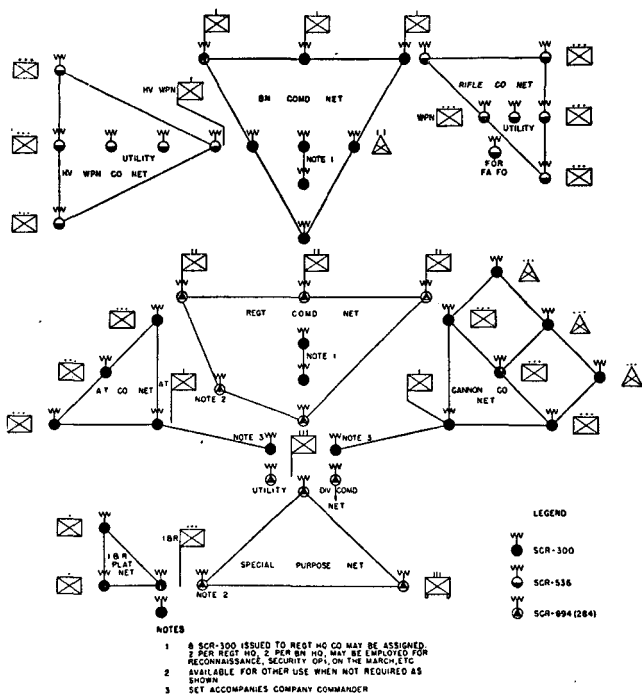 HV WPN
BN COMD NET
RIFLE CO NET
WPN
UTILITY
UTILITY
HV WPN CO NET
NOTE 1
FOR
FA FO
REGT COMD NET
NOTE 1
AT CO NET
AT
NOTE 2
CANNON CO
NET
NOTE 3
NOTE 3
UTILITY
DIV COMD
NET
I & R
PLAT
NET
I & R
SPECIAL PURPOSE NET
NOTE 2
LEGEND
SCR-300
SCR-536
SCR-694 (284)
NOTES
1 8 SCR-300 ISSUED TO REGT HQ CO MAY BE ASSIGNED.
2 PER REGT HQ, 2 PER BN HQ, MAY BE EMPLOYED FOR
RECONNAISSANCE, SECURITY OP, ON THE MARCH, ETC
2 AVAILABLE FOR OTHER USE WHEN NOT REQUIRED AS
SHOWN
3 SET ACCOMPANIES COMPANY COMMANDER